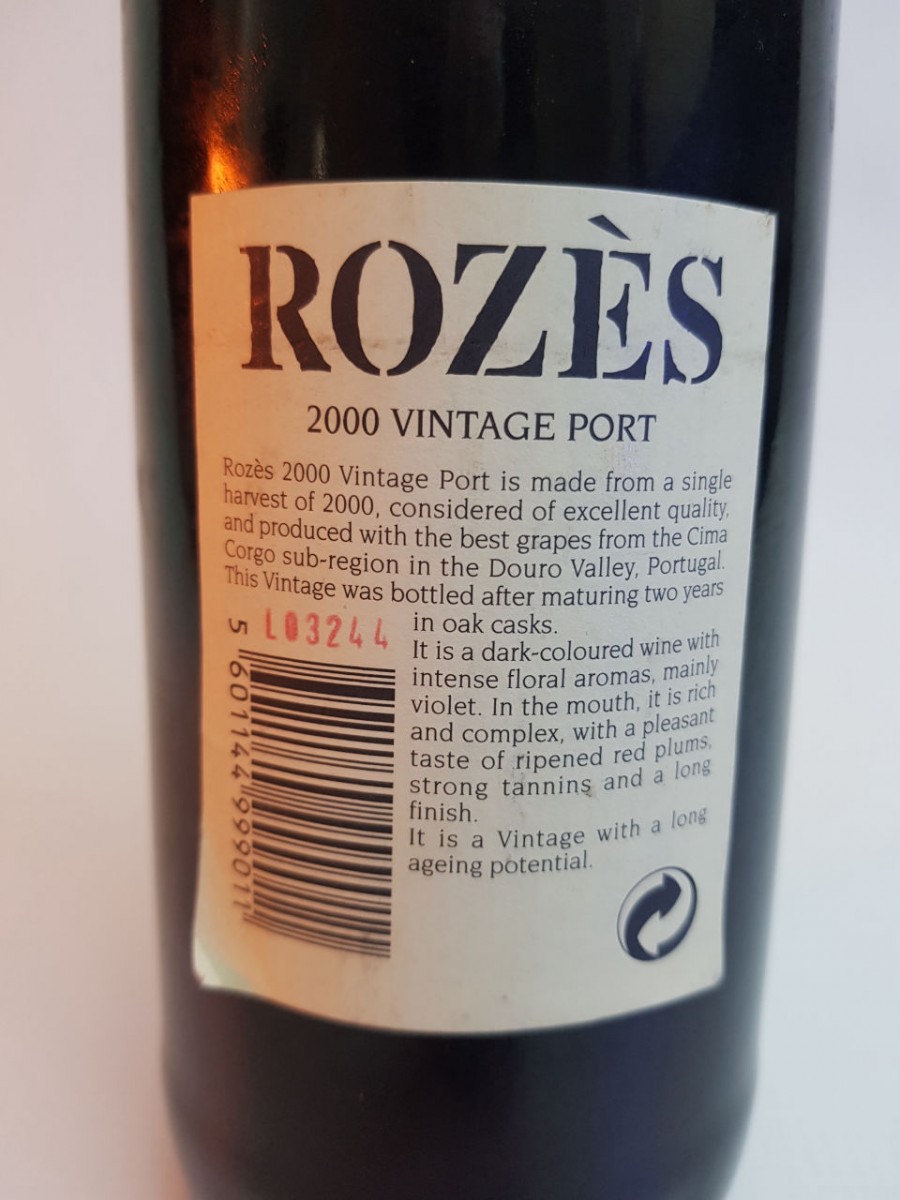 ROZÈS
2000 VINTAGE PORT
Rozès 2000 Vintage Port is made from a single
harvest of 2000, considered of excellent quality,
and produced with the best grapes from the Cima
Corgo sub-region in the Douro Valley, Portugal.
This Vintage was bottled after maturing two years
in oak casks.
It is a dark-coloured wine with
intense floral aromas, mainly
violet. In the mouth, it is rich
and complex, with a pleasant
taste of ripened red plums,
strong tannins and a long
finish.
It is a Vintage with a long
ageing potential.
L03244
5 601144 999011